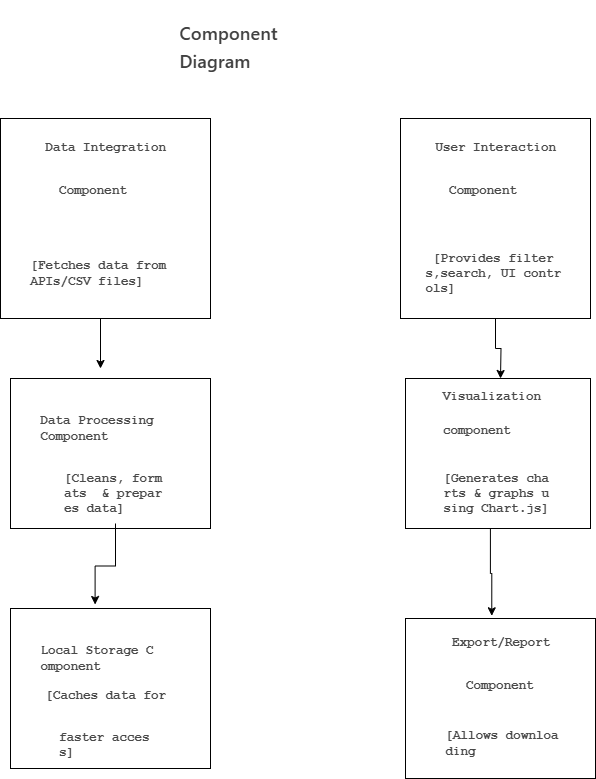 Component
Diagram
Data Integration
Component
[Fetches data from
APIs/CSV files]
Data Processing
Component
[Cleans, form
ats & prepar
es data]
Local Storage C
omponent
[Caches data for
faster acces
s]
User Interaction
Component
[Provides filter
s,search, UI contr
ols]
Visualization
component
[Generates cha
rts & graphs u
sing Chart.js]
Export/Report
Component
[Allows downloa
ding